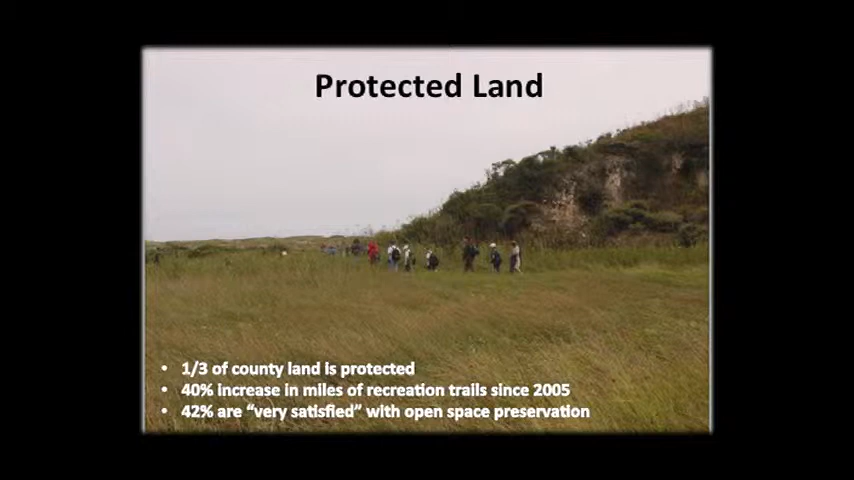 Protected Land
• 1/3 of county land is protected
• 40% increase in miles of recreation trails since 2005
• 42% are “very satisfied” with open space preservation